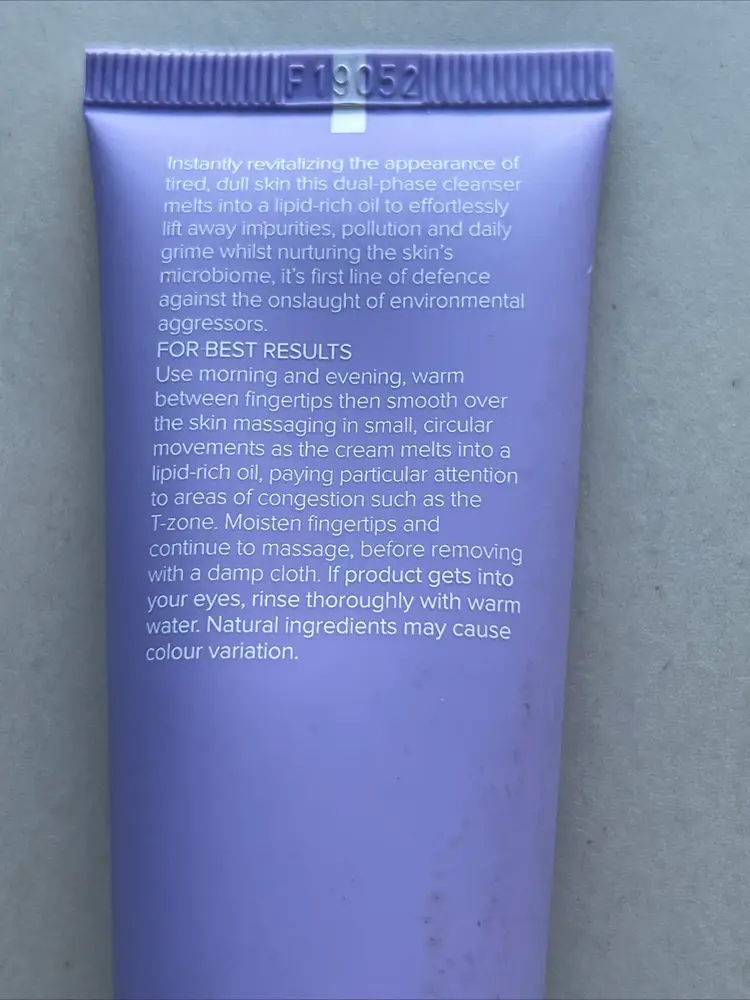 F19052
Instantly revitalizing the appearance of
tired, dull skin this dual-phase cleanser
melts into a lipid-rich oil to effortlessly
lift away impurities, pollution and daily
grime whilst nurturing the skin's
microbiome, it's first line of defence
against the onslaught of environmental
aggressors.
FOR BEST RESULTS
Use morning and evening, warm
between fingertips then smooth over
the skin massaging in small, circular
movements as the cream melts into a
lipid-rich oil, paying particular attention
to areas of congestion such as the
T-zone. Moisten fingertips and
continue to massage, before removing
with a damp cloth. If product gets into
your eyes, rinse thoroughly with warm
water. Natural ingredients may cause
colour variation.